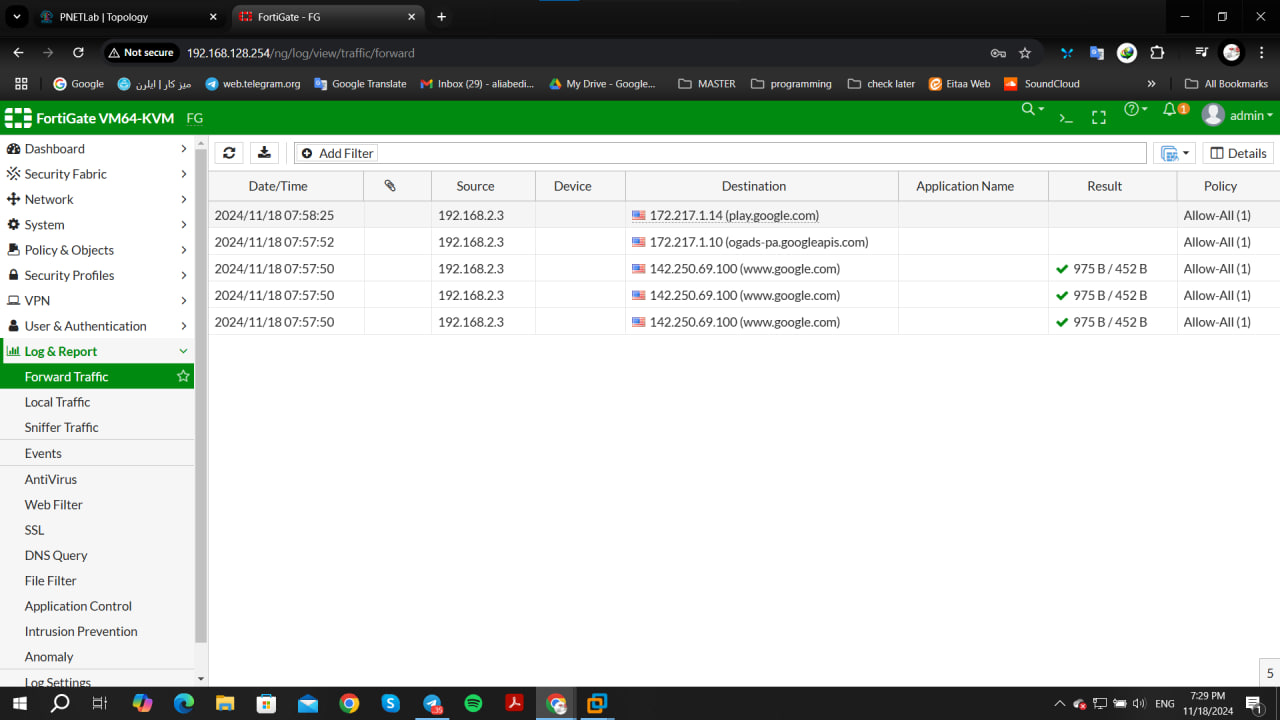 PNETLab | Topology
FortiGate - FG
Not secure
192.168.128.254/ng/log/view/traffic/forward
Google
میز کار | ایلرن
web.telegram.org
Google Translate
Inbox (29) - aliabedi...
My Drive - Google...
MASTER
programming
check later
Eitaa Web
SoundCloud
»
All Bookmarks
FortiGate VM64-KVM
FG
>_
1
admin
Dashboard
Security Fabric
Network
System
Policy & Objects
Security Profiles
VPN
User & Authentication
Log & Report
Forward Traffic
Local Traffic
Sniffer Traffic
Events
AntiVirus
Web Filter
SSL
DNS Query
File Filter
Application Control
Intrusion Prevention
Anomaly
Log Settings
Add Filter
Details
Date/Time Source Device Destination Application Name Result Policy
2024/11/18 07:58:25 192.168.2.3 172.217.1.14 (play.google.com) Allow-All (1)
2024/11/18 07:57:52 192.168.2.3 172.217.1.10 (ogads-pa.googleapis.com) Allow-All (1)
2024/11/18 07:57:50 192.168.2.3 142.250.69.100 (www.google.com) 975 B / 452 B Allow-All (1)
2024/11/18 07:57:50 192.168.2.3 142.250.69.100 (www.google.com) 975 B / 452 B Allow-All (1)
2024/11/18 07:57:50 192.168.2.3 142.250.69.100 (www.google.com) 975 B / 452 B Allow-All (1)
5
ENG
7:29 PM
11/18/2024
1